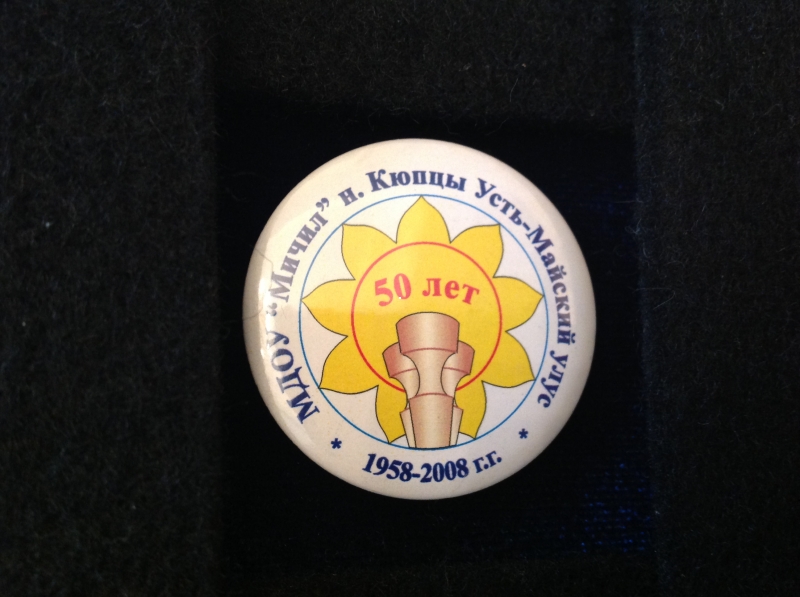 МДОУ “Мичил” н. Кюпцы Усть-Майский улус
50 лет
* 1958-2008 г.г. *